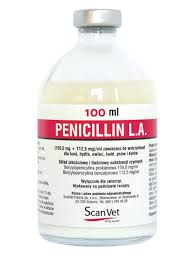 100 ml
PENICILLIN L.A.
(150,0 mg + 112,5 mg)/ml zawiesina do wstrzykiwań
dla koni, bydła, owiec, świń, psów i kotów
Skład jakościowy i ilościowy substancji czynnych
Benzylopenicylina prokainowa 150,0 mg/ml
Benzylopenicylina benzatynowa 112,5 mg/ml
Wyłącznie dla zwierząt.
Wydawany na podstawie recepty.
ScanVet
POLAND